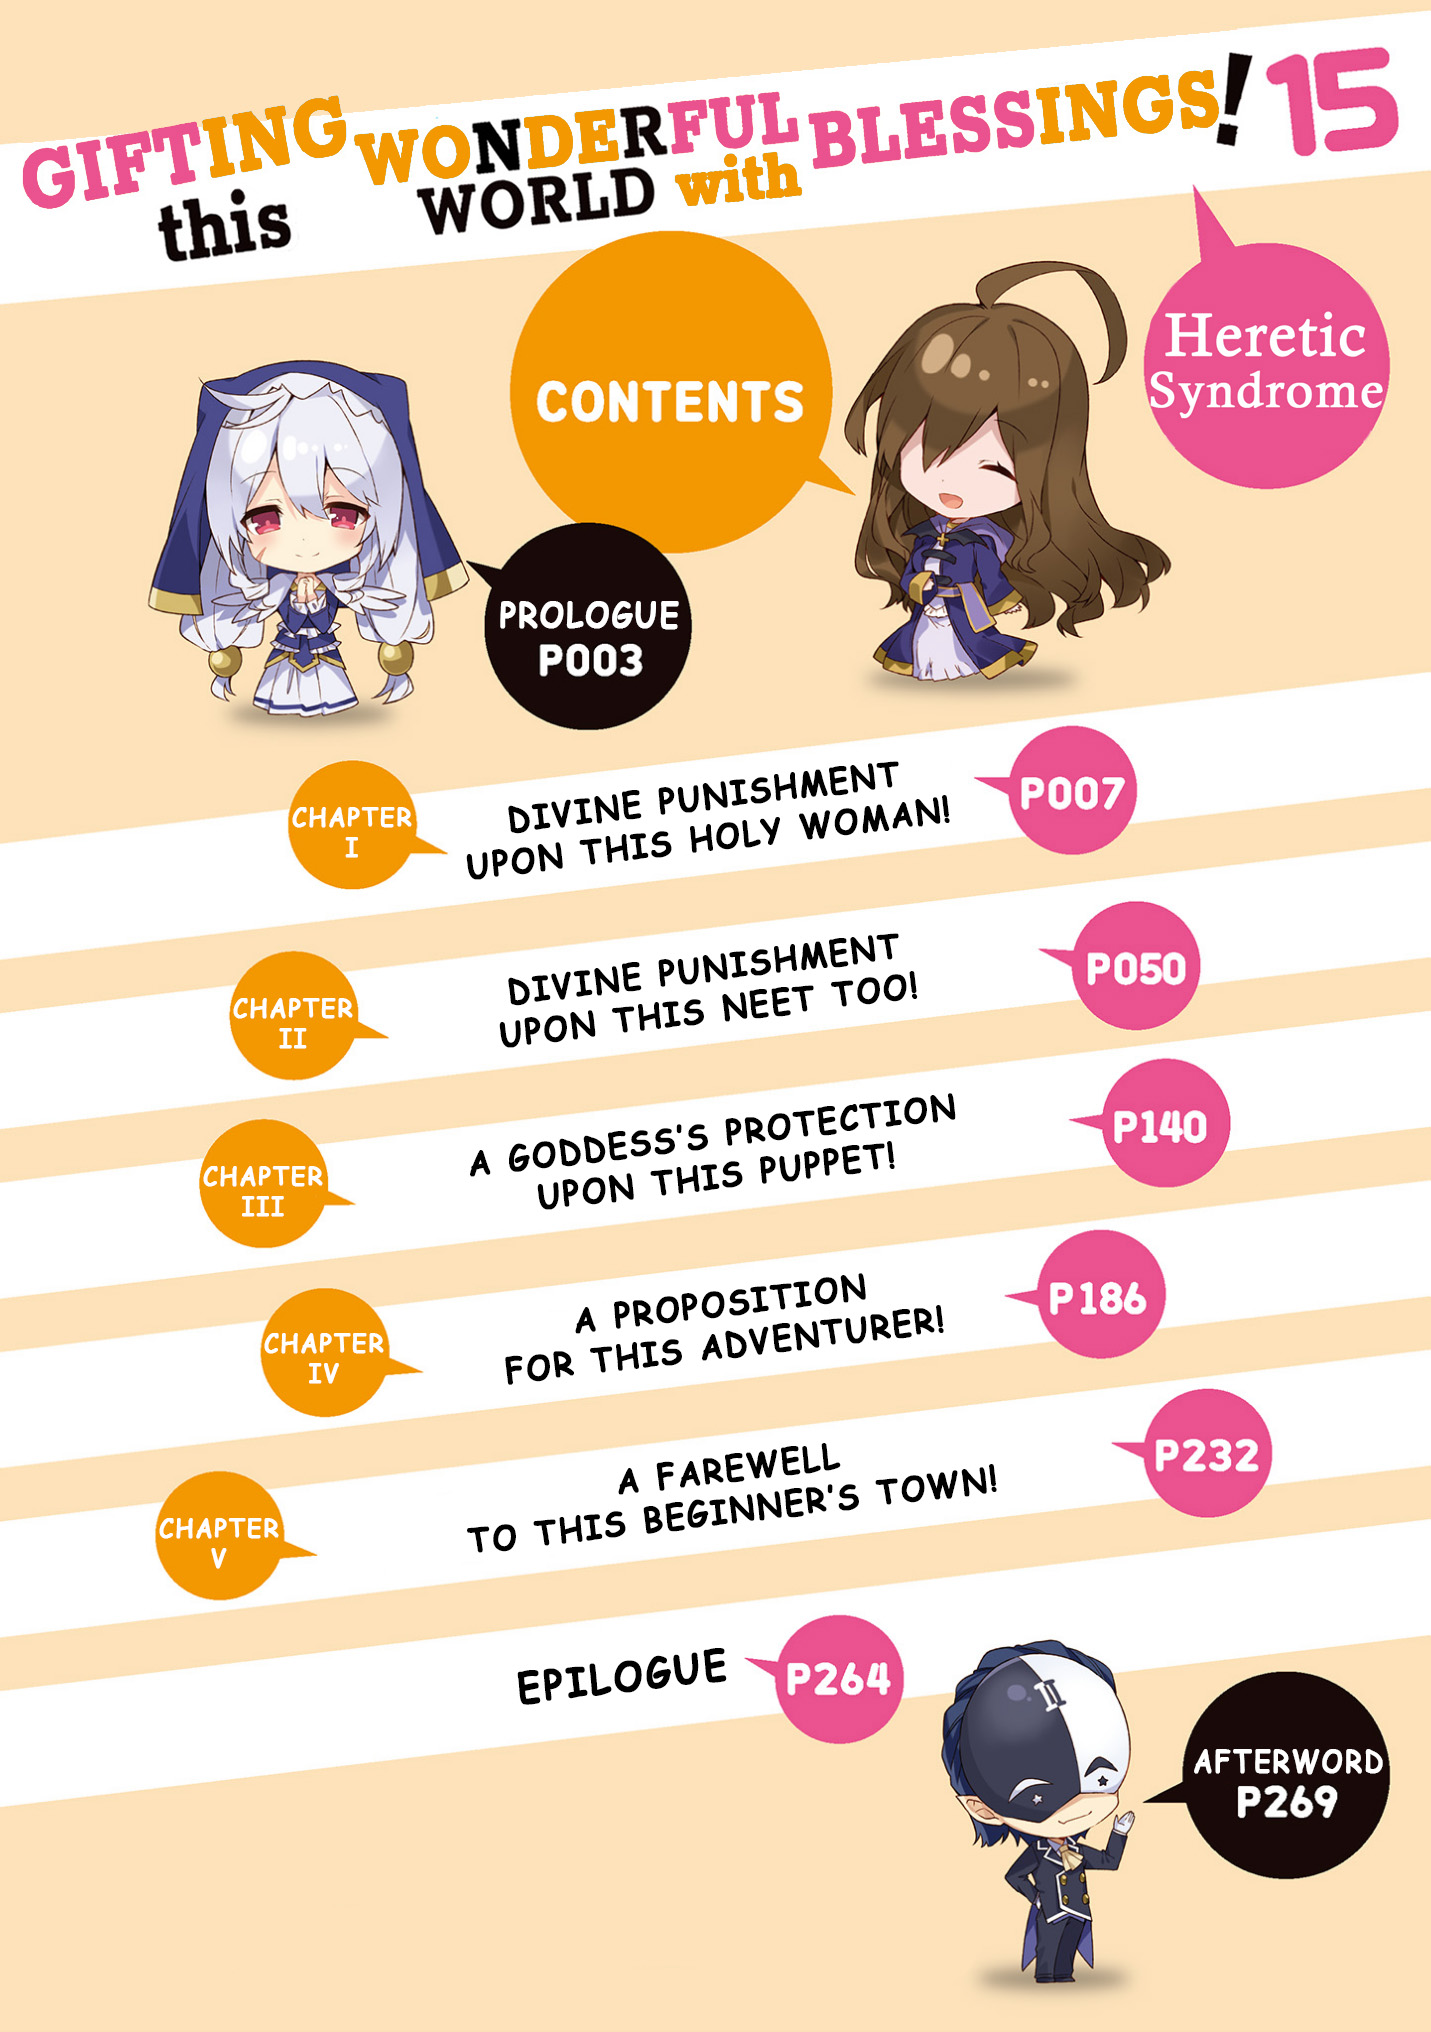 GIFTING WONDERFUL BLESSINGS! 15
this WORLD with
Heretic
Syndrome
CONTENTS
PROLOGUE
P003
CHAPTER
I
DIVINE PUNISHMENT
UPON THIS HOLY WOMAN!
P007
CHAPTER
II
DIVINE PUNISHMENT
UPON THIS NEET TOO!
P050
CHAPTER
III
A GODDESS'S PROTECTION
UPON THIS PUPPET!
P140
CHAPTER
IV
A PROPOSITION
FOR THIS ADVENTURER!
P186
CHAPTER
V
A FAREWELL
TO THIS BEGINNER'S TOWN!
P232
EPILOGUE
P264
II
AFTERWORD
P269